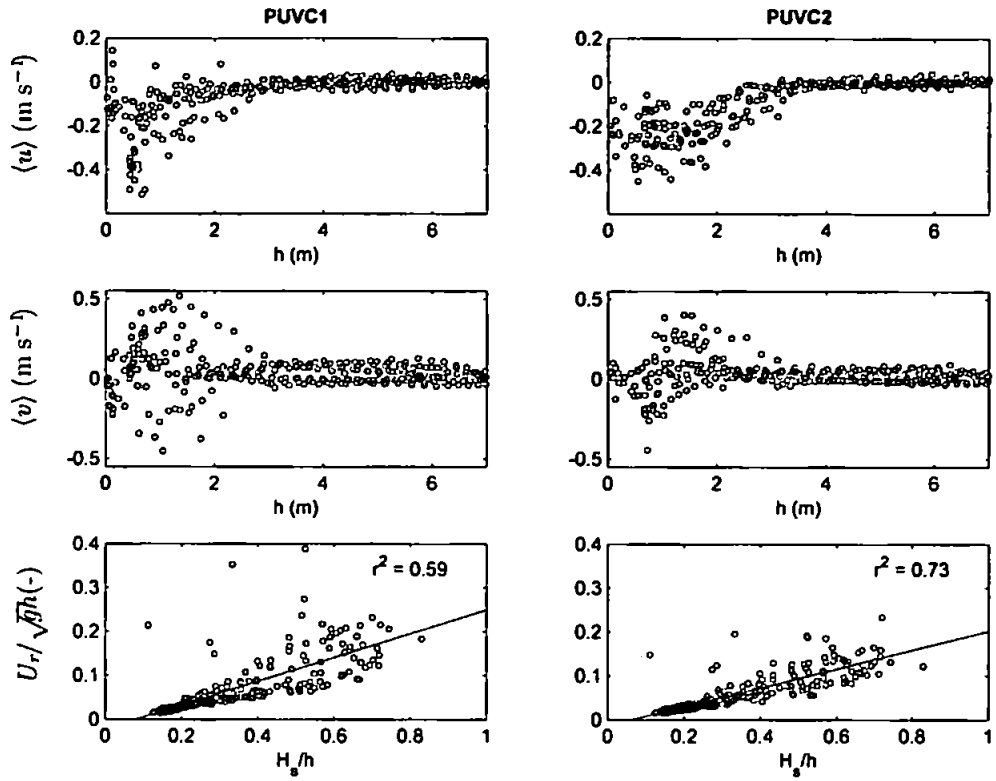 PUVC1
PUVC2
⟨u⟩ (m s⁻¹)
0.2
0
-0.2
-0.4
0 2 4 6
h (m)
0.2
0
-0.2
-0.4
0 2 4 6
h (m)
⟨v⟩ (m s⁻¹)
0.5
0
-0.5
0 2 4 6
h (m)
0.5
0
-0.5
0 2 4 6
h (m)
U_r/√gh(-)
0.4
0.3
0.2
0.1
0
r² = 0.59
0 0.2 0.4 0.6 0.8 1
H_s/h
0.4
0.3
0.2
0.1
0
r² = 0.73
0 0.2 0.4 0.6 0.8 1
H_s/h